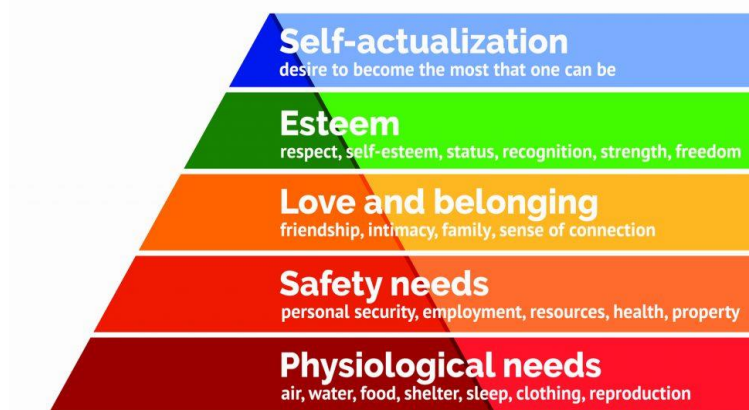 Self-actualization
desire to become the most that one can be
Esteem
respect, self-esteem, status, recognition, strength, freedom
Love and belonging
friendship, intimacy, family, sense of connection
Safety needs
personal security, employment, resources, health, property
Physiological needs
air, water, food, shelter, sleep, clothing, reproduction